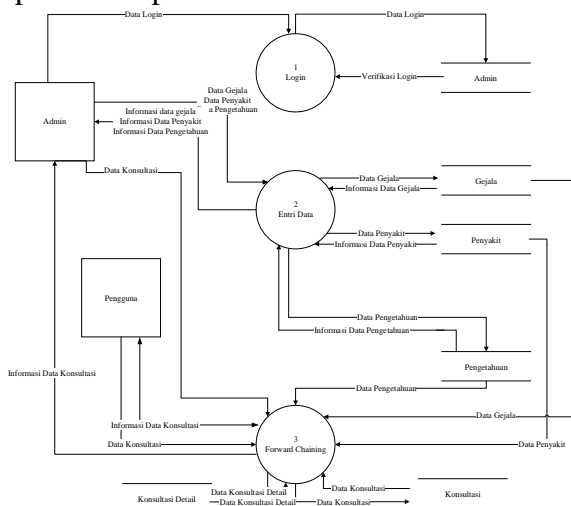 Data Login
Data Login
1
Login
Verifikasi Login
Admin
Admin
Data Gejala
Data Penyakit
a Pengetahuan
Informasi data gejala
Informasi Data Penyakit
Informasi Data Pengetahuan
Data Konsultasi
2
Entri Data
Data Gejala
Informasi Data Gejala
Gejala
Data Penyakit
Informasi Data Penyakit
Penyakit
Pengguna
Data Pengetahuan
Informasi Data Pengetahuan
Pengetahuan
Informasi Data Konsultasi
Data Pengetahuan
Data Gejala
Informasi Data Konsultasi
Data Konsultasi
3
Forward Chaining
Data Penyakit
Data Konsultasi Detail
Data Konsultasi
Konsultasi Detail
Data Konsultasi Detail
Data Konsultasi
Konsultasi